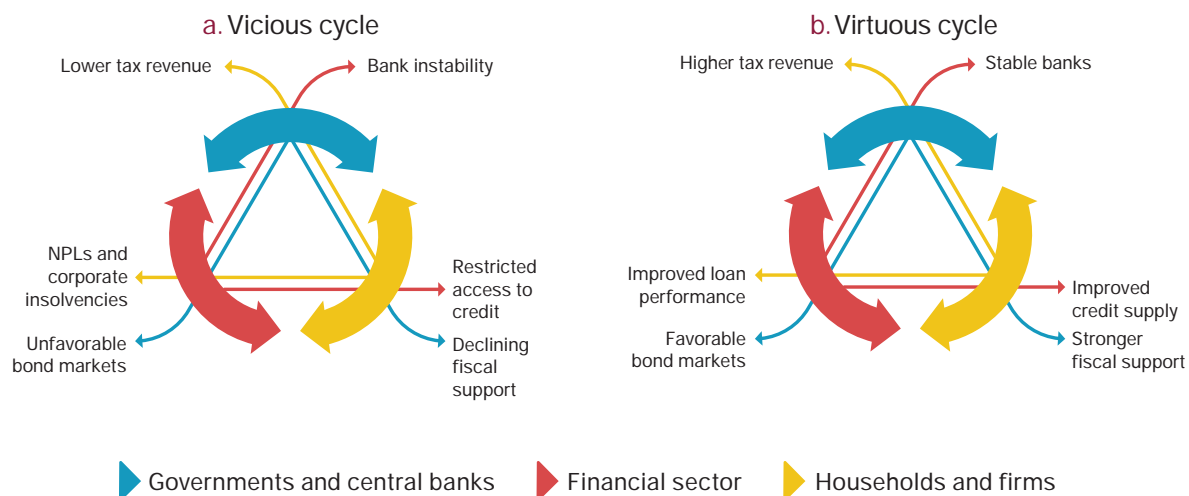 a. Vicious cycle
Lower tax revenue
Bank instability
NPLs and
corporate
insolvencies
Restricted
access to
credit
Unfavorable
bond markets
Declining
fiscal
support
b. Virtuous cycle
Higher tax revenue
Stable banks
Improved loan
performance
Improved
credit supply
Favorable
bond markets
Stronger
fiscal support
Governments and central banks
Financial sector
Households and firms